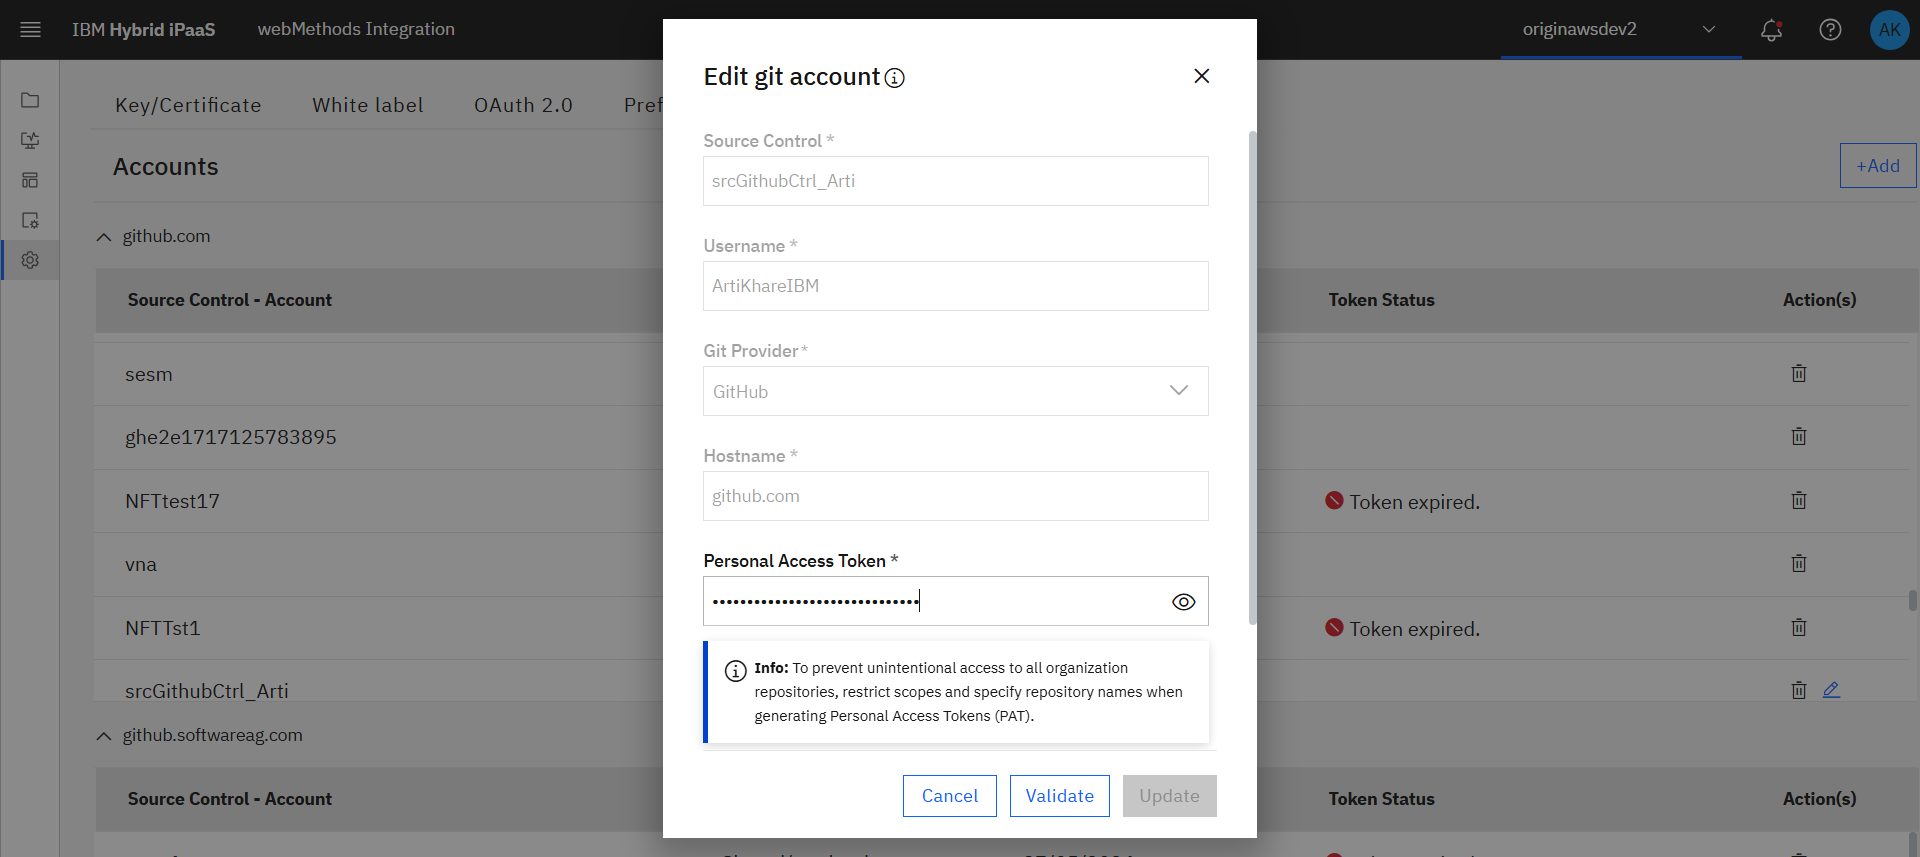 IBM Hybrid iPaaS
webMethods Integration
originawsdev2
AK
Key/Certificate
White label
OAuth 2.0
Pref
Accounts
+Add
github.com
Source Control - Account
Token Status
Action(s)
sesm
ghe2e1717125783895
NFTtest17
Token expired.
vna
NFTTst1
Token expired.
srcGithubCtrl_Arti
github.softwareag.com
Source Control - Account
Token Status
Action(s)
Edit git account
Source Control *
srcGithubCtrl_Arti
Username *
ArtiKhareIBM
Git Provider*
GitHub
Hostname *
github.com
Personal Access Token *
••••••••••••••••••••••••••••••
Info: To prevent unintentional access to all organization
repositories, restrict scopes and specify repository names when
generating Personal Access Tokens (PAT).
Cancel
Validate
Update